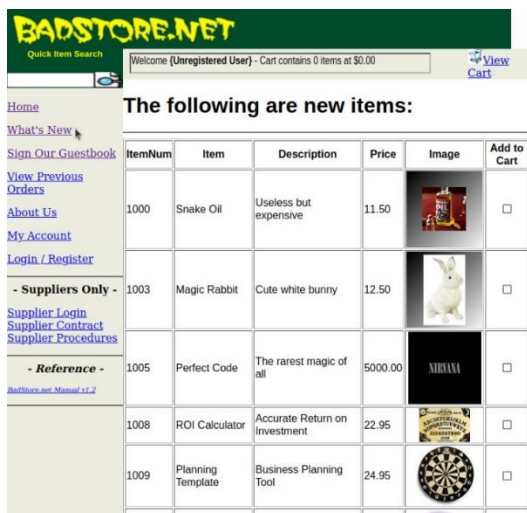 BADSTORE.NET
Quick Item Search
Welcome {Unregistered User} - Cart contains 0 items at $0.00
View
Cart
Home
What's New
Sign Our Guestbook
View Previous
Orders
About Us
My Account
Login / Register
- Suppliers Only -
Supplier Login
Supplier Contract
Supplier Procedures
- Reference -
BadStore.net Manual v1.2
The following are new items:
ItemNum Item Description Price Image Add to
Cart
1000 Snake Oil Useless but
expensive 11.50
1003 Magic Rabbit Cute white bunny 12.50
1005 Perfect Code The rarest magic of
all 5000.00 NIRVANA
1008 ROI Calculator Accurate Return on
Investment 22.95
1009 Planning
Template Business Planning
Tool 24.95